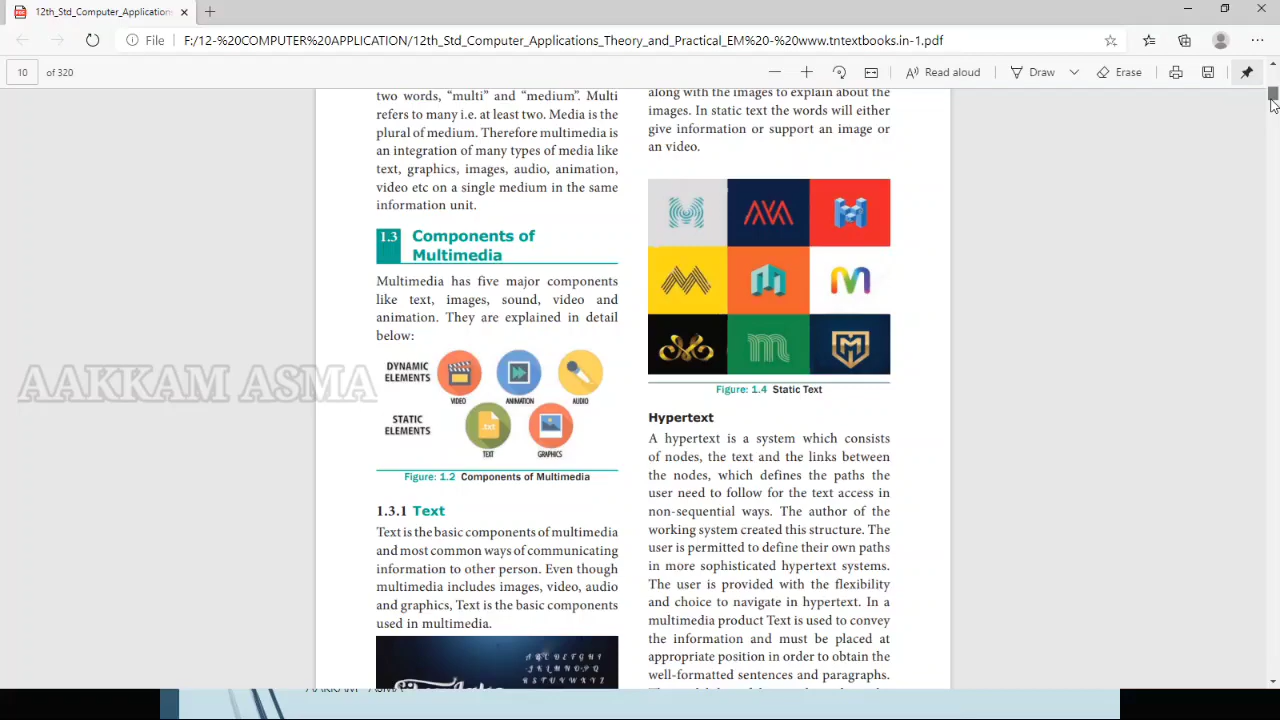 12th_Std_Computer_Applications
File
F:/12-%20COMPUTER%20APPLICATION/12th_Std_Computer_Applications_Theory_and_Practical_EM%20-%20www.tntextbooks.in-1.pdf
10 of 320
Read aloud
Draw
Erase
two words, “multi” and “medium”. Multi
refers to many i.e. at least two. Media is the
plural of medium. Therefore multimedia is
an integration of many types of media like
text, graphics, images, audio, animation,
video etc on a single medium in the same
information unit.
1.3 Components of
Multimedia
Multimedia has five major components
like text, images, sound, video and
animation. They are explained in detail
below:
DYNAMIC
ELEMENTS
VIDEO
ANIMATION
AUDIO
STATIC
ELEMENTS
.txt
TEXT
GRAPHICS
Figure: 1.2 Components of Multimedia
1.3.1 Text
Text is the basic components of multimedia
and most common ways of communicating
information to other person. Even though
multimedia includes images, video, audio
and graphics, Text is the basic components
used in multimedia.
along with the images to explain about the
images. In static text the words will either
give information or support an image or
an video.
Figure: 1.4 Static Text
Hypertext
A hypertext is a system which consists
of nodes, the text and the links between
the nodes, which defines the paths the
user need to follow for the text access in
non-sequential ways. The author of the
working system created this structure. The
user is permitted to define their own paths
in more sophisticated hypertext systems.
The user is provided with the flexibility
and choice to navigate in hypertext. In a
multimedia product Text is used to convey
the information and must be placed at
appropriate position in order to obtain the
well-formatted sentences and paragraphs.
AAKKAM ASMA